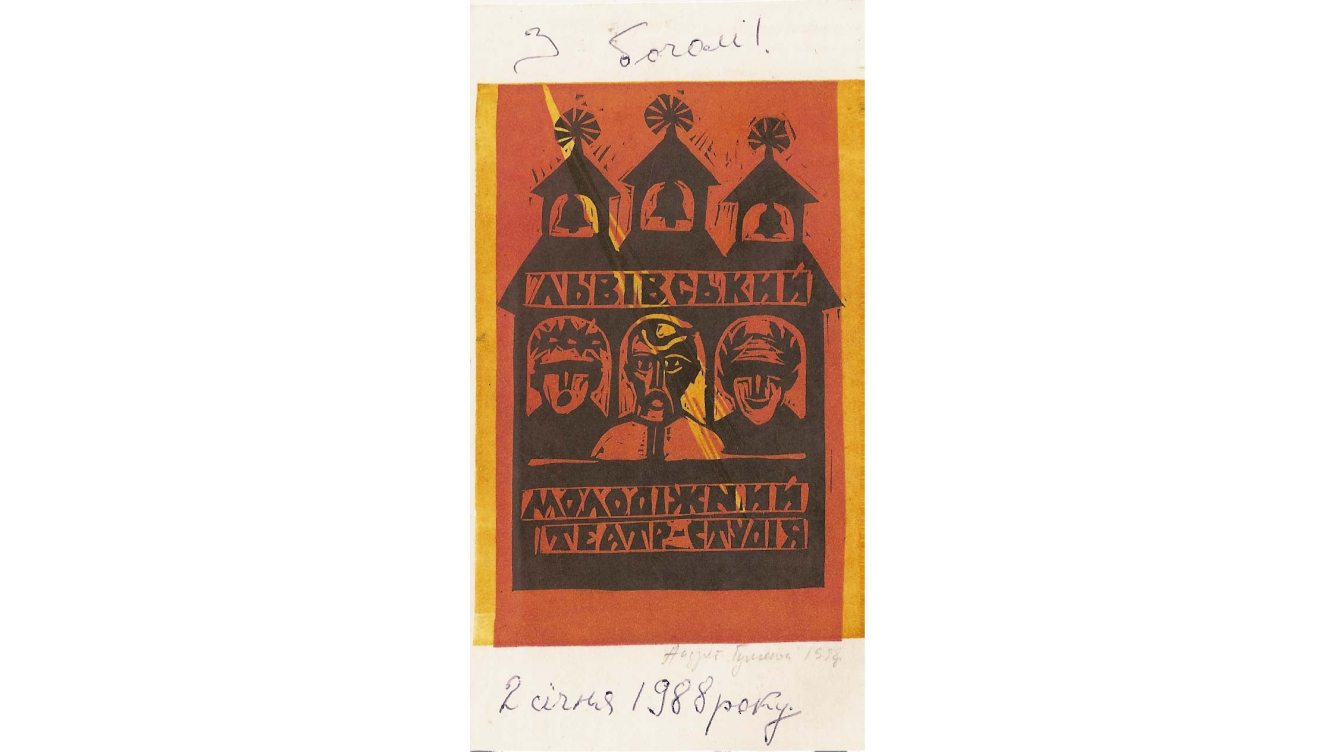 З Богом!
ЛЬВІВСЬКИЙ
МОЛОДІЖНИЙ
ТЕАТР-СТУДІЯ
2 січня 1988 року.